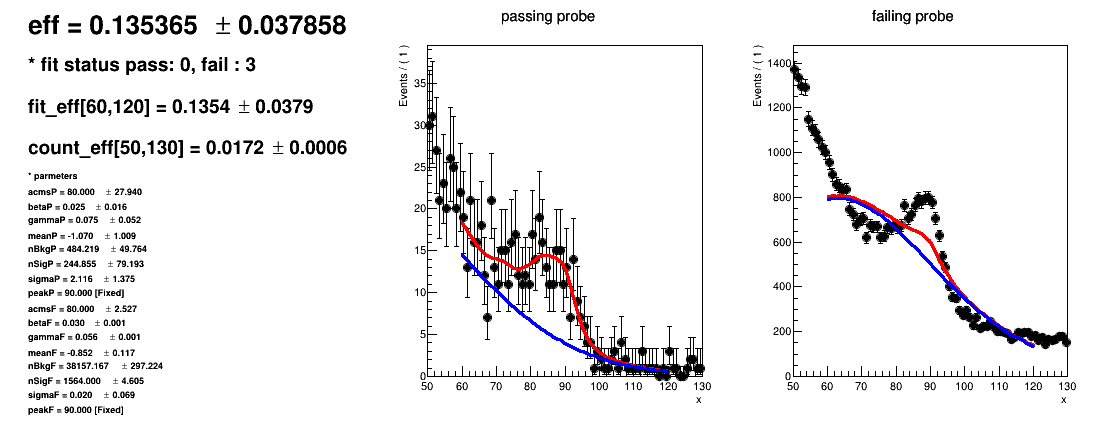 eff = 0.135365 ± 0.037858
* fit status pass: 0, fail : 3
fit_eff[60,120] = 0.1354 ± 0.0379
count_eff[50,130] = 0.0172 ± 0.0006
* parmeters
acmsP = 80.000 ± 27.940
betaP = 0.025 ± 0.016
gammaP = 0.075 ± 0.052
meanP = -1.070 ± 1.009
nBkgP = 484.219 ± 49.764
nSigP = 244.855 ± 79.193
sigmaP = 2.116 ± 1.375
peakP = 90.000 [Fixed]
acmsF = 80.000 ± 2.527
betaF = 0.030 ± 0.001
gammaF = 0.056 ± 0.001
meanF = -0.852 ± 0.117
nBkgF = 38157.167 ± 297.224
nSigF = 1564.000 ± 4.605
sigmaF = 0.020 ± 0.069
peakF = 90.000 [Fixed]
passing probe
Events / ( 1 )
35
30
25
20
15
10
5
0
50 60 70 80 90 100 110 120 130
x
failing probe
Events / ( 1 )
1400
1200
1000
800
600
400
200
0
50 60 70 80 90 100 110 120 130
x